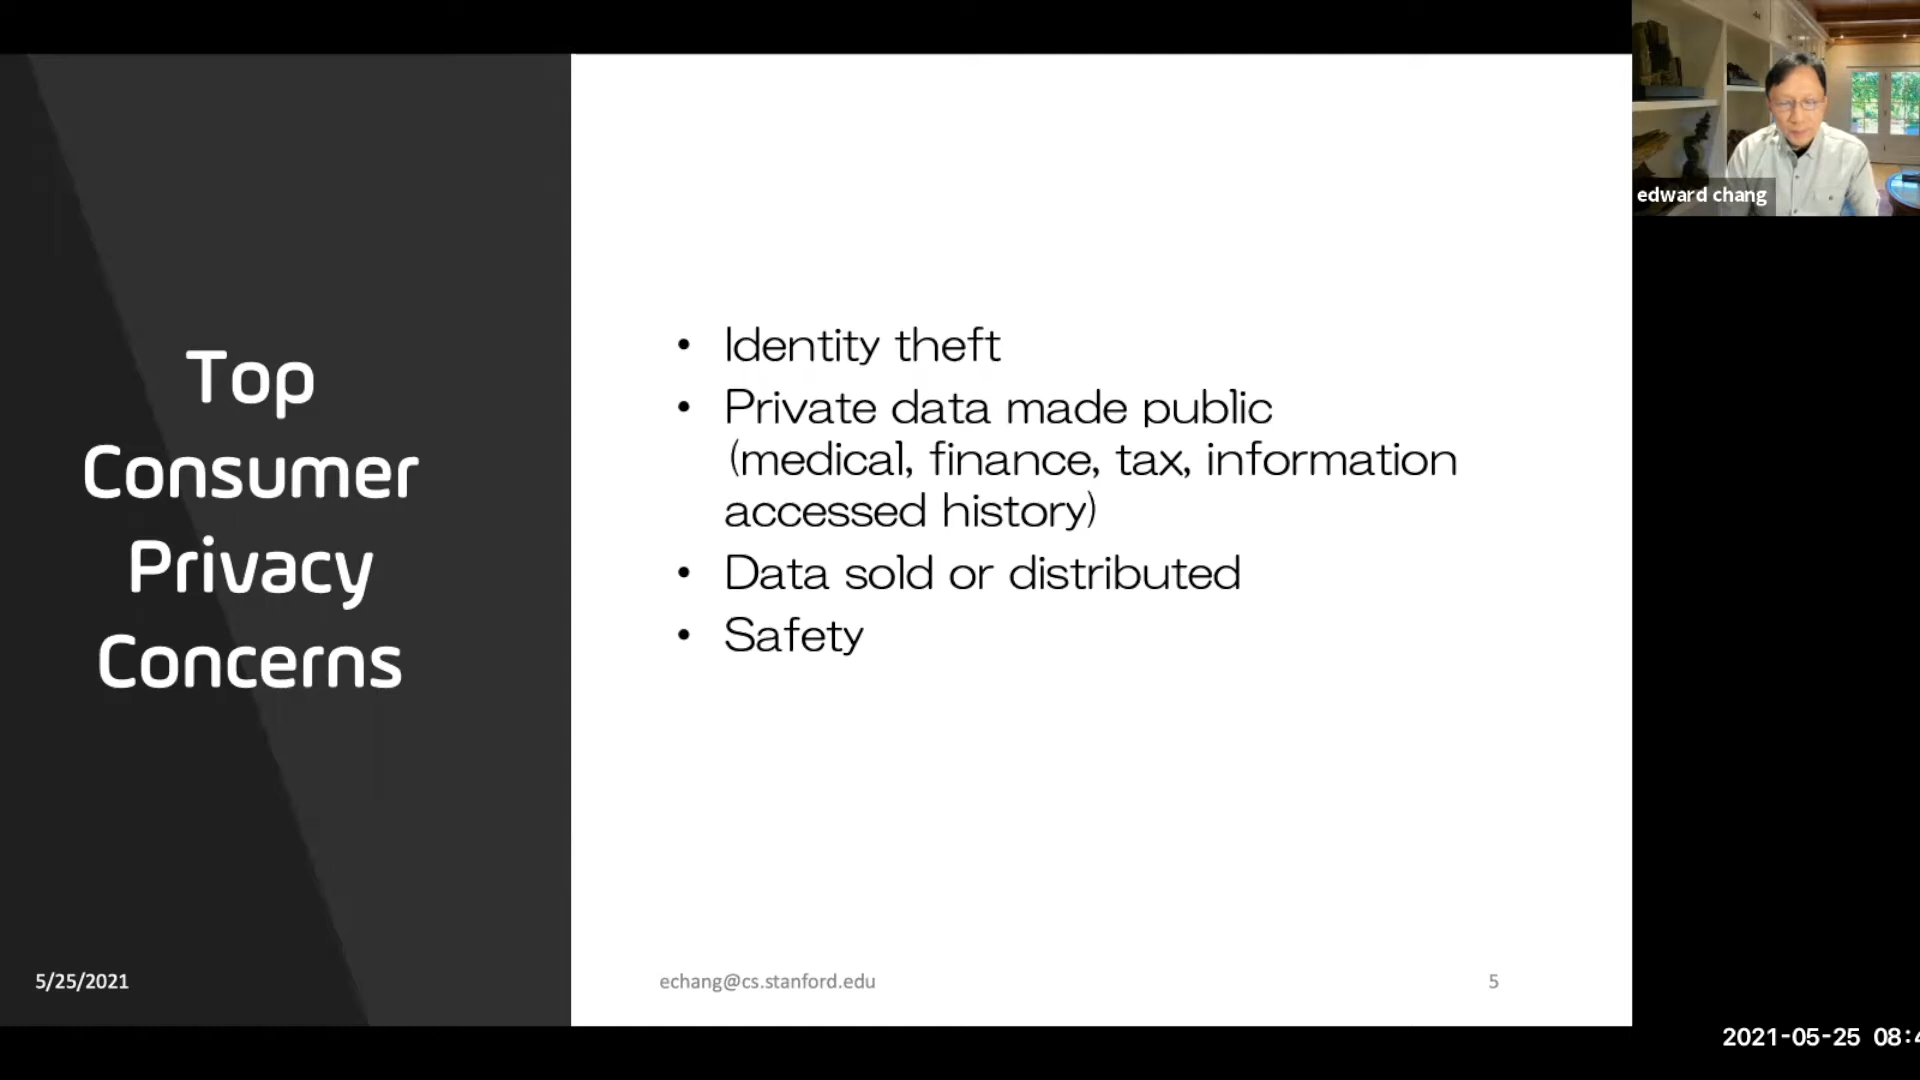 Top
Consumer
Privacy
Concerns
• Identity theft
• Private data made public
(medical, finance, tax, information
accessed history)
• Data sold or distributed
• Safety
5/25/2021
echang@cs.stanford.edu
5
edward chang
2021-05-25 08:4